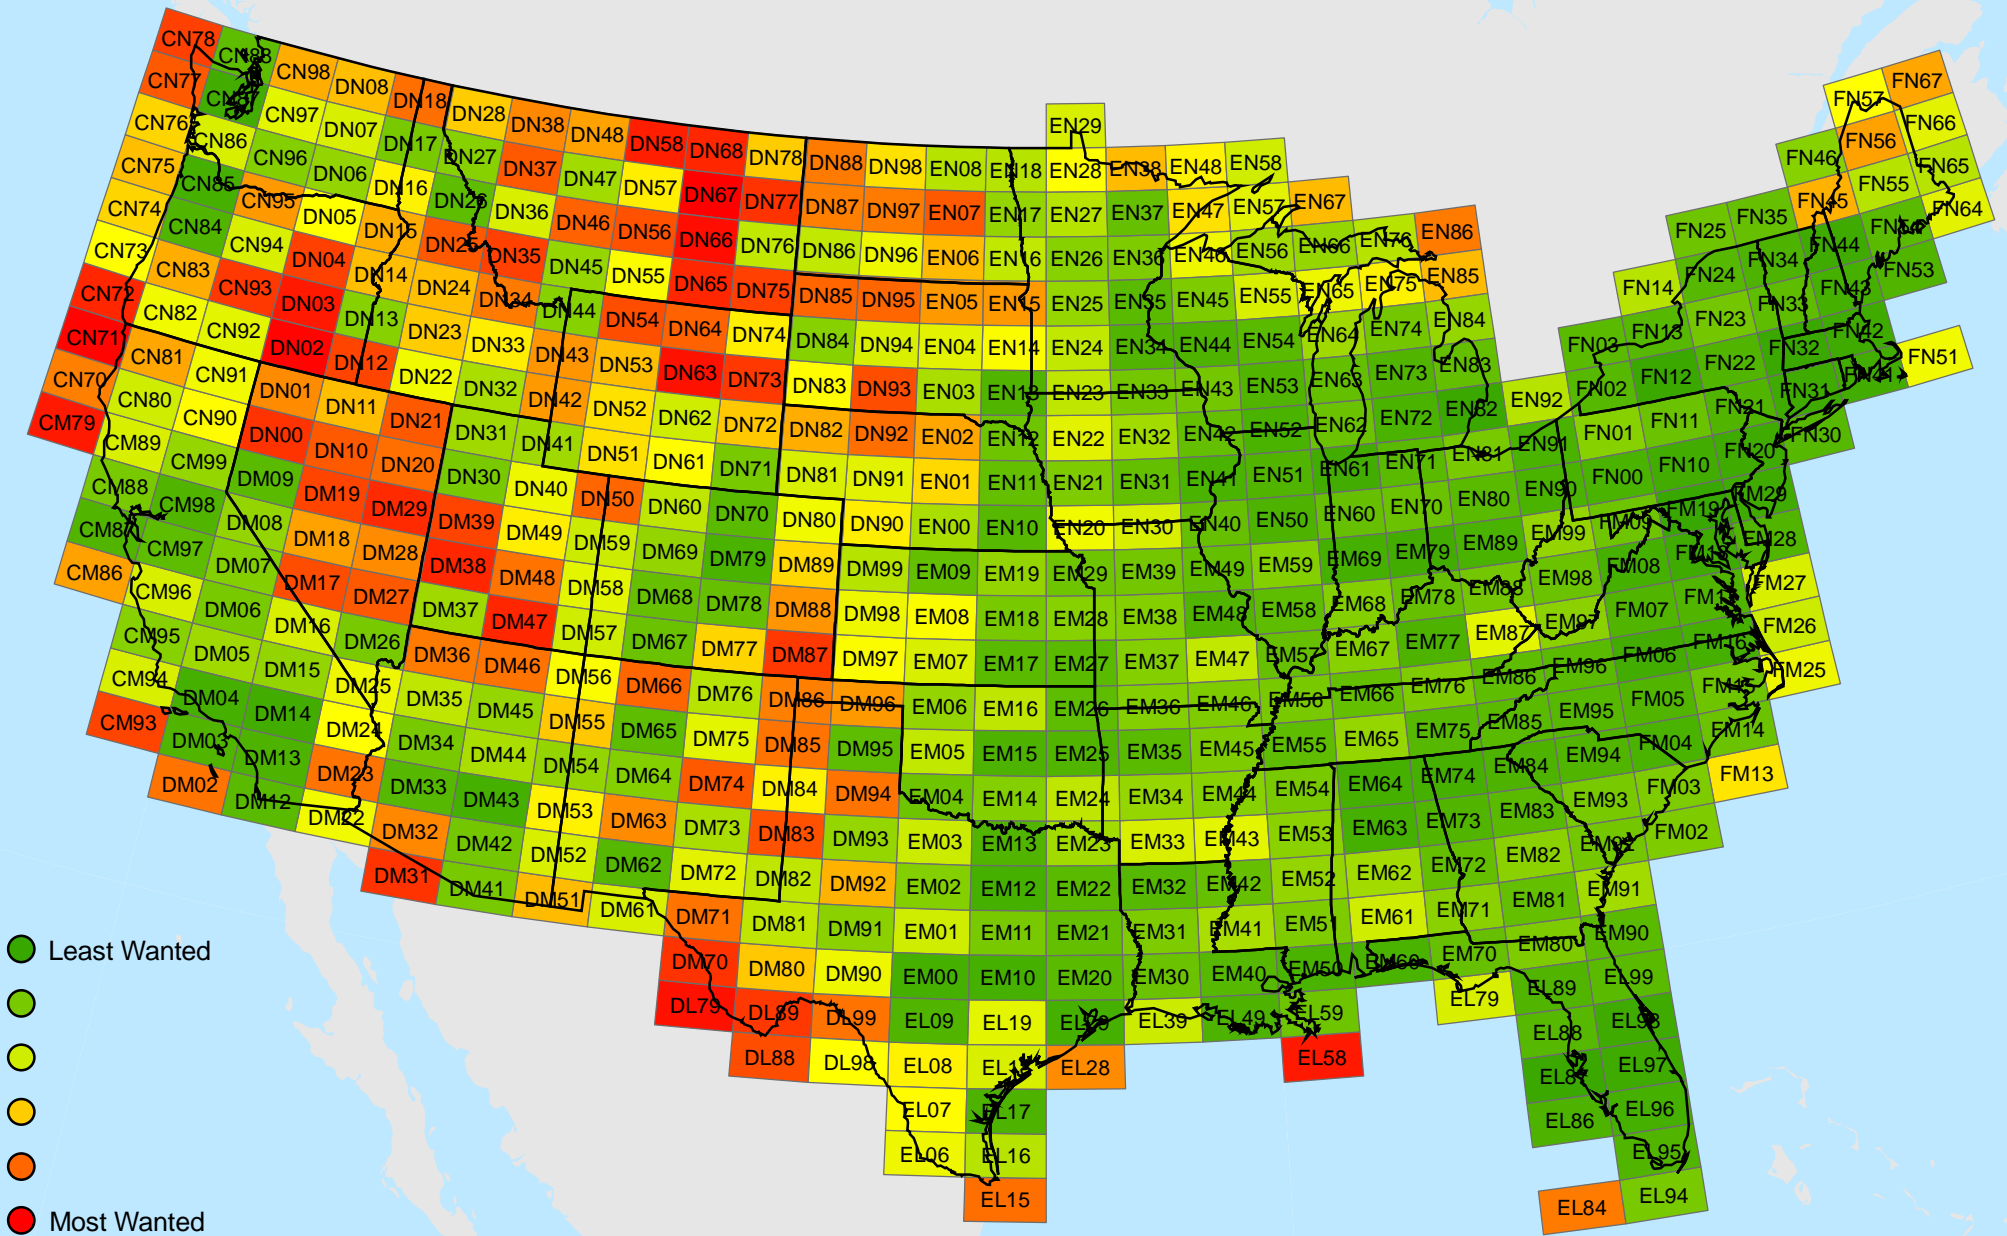 EN29
CN78 CN88 CN98 DN08 DN18 DN28 DN38 DN48 DN58 DN68 DN78 DN88 DN98 EN08 EN18 EN28 EN38 EN48 EN58
CN77 CN87 CN97 DN07 DN17 DN27 DN37 DN47 DN57 DN67 DN77 DN87 DN97 EN07 EN17 EN27 EN37 EN47 EN57 EN67 FN57 FN67
CN76 CN86 CN96 DN06 DN16 DN26 DN36 DN46 DN56 DN66 DN76 DN86 DN96 EN06 EN16 EN26 EN36 EN46 EN56 EN66 EN76 EN86 FN46 FN56 FN66
CN75 CN85 CN95 DN05 DN15 DN25 DN35 DN45 DN55 DN65 DN75 DN85 DN95 EN05 EN15 EN25 EN35 EN45 EN55 EN65 EN75 EN85 FN25 FN35 FN45 FN55 FN65
CN74 CN84 CN94 DN04 DN14 DN24 DN34 DN44 DN54 DN64 DN74 DN84 DN94 EN04 EN14 EN24 EN34 EN44 EN54 EN64 EN74 EN84 FN14 FN24 FN34 FN44 FN54 FN64
CN73 CN83 CN93 DN03 DN13 DN23 DN33 DN43 DN53 DN63 DN73 DN83 DN93 EN03 EN13 EN23 EN33 EN43 EN53 EN63 EN73 EN83 FN03 FN13 FN23 FN33 FN43 FN53
CN72 CN82 CN92 DN02 DN12 DN22 DN32 DN42 DN52 DN62 DN72 DN82 DN92 EN02 EN12 EN22 EN32 EN42 EN52 EN62 EN72 EN82 EN92 FN02 FN12 FN22 FN32 FN42
CN71 CN81 CN91 DN01 DN11 DN21 DN31 DN41 DN51 DN61 DN71 DN81 DN91 EN01 EN11 EN21 EN31 EN41 EN51 EN61 EN71 EN81 EN91 FN01 FN11 FN21 FN31 FN41 FN51
CN70 CN80 CN90 DN00 DN10 DN20 DN30 DN40 DN50 DN60 DN70 DN80 DN90 EN00 EN10 EN20 EN30 EN40 EN50 EN60 EN70 EN80 EN90 FN00 FN10 FN20 FN30
CM79 CM89 CM99 DM09 DM19 DM29 DM39 DM49 DM59 DM69 DM79 DM89 DM99 EM09 EM19 EM29 EM39 EM49 EM59 EM69 EM79 EM89 EM99 FM09 FM19 FM29
CM88 CM98 DM08 DM18 DM28 DM38 DM48 DM58 DM68 DM78 DM88 DM98 EM08 EM18 EM28 EM38 EM48 EM58 EM68 EM78 EM88 EM98 FM08 FM18 FM28
CM87 CM97 DM07 DM17 DM27 DM37 DM47 DM57 DM67 DM77 DM87 DM97 EM07 EM17 EM27 EM37 EM47 EM57 EM67 EM77 EM87 EM97 FM07 FM17 FM27
CM86 CM96 DM06 DM16 DM26 DM36 DM46 DM56 DM66 DM76 DM86 DM96 EM06 EM16 EM26 EM36 EM46 EM56 EM66 EM76 EM86 EM96 FM06 FM16 FM26
CM95 DM05 DM15 DM25 DM35 DM45 DM55 DM65 DM75 DM85 DM95 EM05 EM15 EM25 EM35 EM45 EM55 EM65 EM75 EM85 EM95 FM05 FM15 FM25
CM94 DM04 DM14 DM24 DM34 DM44 DM54 DM64 DM74 DM84 DM94 EM04 EM14 EM24 EM34 EM44 EM54 EM64 EM74 EM84 EM94 FM04 FM14
CM93 DM03 DM13 DM23 DM33 DM43 DM53 DM63 DM73 DM83 DM93 EM03 EM13 EM23 EM33 EM43 EM53 EM63 EM73 EM83 EM93 FM03 FM13
DM02 DM12 DM22 DM32 DM42 DM52 DM62 DM72 DM82 DM92 EM02 EM12 EM22 EM32 EM42 EM52 EM62 EM72 EM82 EM92 FM02
DM31 DM41 DM51 DM61 DM71 DM81 DM91 EM01 EM11 EM21 EM31 EM41 EM51 EM61 EM71 EM81 EM91
DM70 DM80 DM90 EM00 EM10 EM20 EM30 EM40 EM50 EM60 EM70 EM80 EM90
DL79 DL89 DL99 EL09 EL19 EL29 EL39 EL49 EL59 EL79 EL89 EL99
DL88 DL98 EL08 EL18 EL28 EL58 EL88 EL98
EL07 EL17 EL87 EL97
EL06 EL16 EL86 EL96
EL15 EL95
EL84 EL94
Least Wanted
Most Wanted